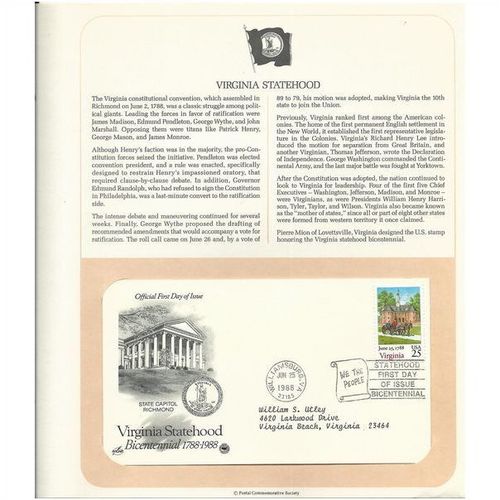 VIRGINIA STATEHOOD
The Virginia constitutional convention, which assembled in
Richmond on June 2, 1788, was a classic struggle among polit-
ical giants. Leading the forces in favor of ratification were
James Madison, Edmund Pendleton, George Wythe, and John
Marshall. Opposing them were titans like Patrick Henry,
George Mason, and James Monroe.
Although Henry's faction was in the majority, the pro-Con-
stitution forces seized the initiative. Pendleton was elected
convention president, and a rule was enacted, specifically
designed to restrain Henry's impassioned oratory, that
required clause-by-clause debate. In addition, Governor
Edmund Randolph, who had refused to sign the Constitution
in Philadelphia, was a last-minute convert to the ratification
side.
The intense debate and maneuvering continued for several
weeks. Finally, George Wythe proposed the drafting of
recommended amendments that would accompany a vote for
ratification. The roll call came on June 26 and, by a vote of
89 to 79, his motion was adopted, making Virginia the 10th
state to join the Union.
Previously, Virginia ranked first among the American col-
onies. The home of the first permanent English settlement in
the New World, it established the first representative legisla-
ture in the Colonies. Virginia's Richard Henry Lee intro-
duced the motion for separation from Great Britain, and
another Virginian, Thomas Jefferson, wrote the Declaration
of Independence. George Washington commanded the Conti-
nental Army, and the last major battle was fought at Yorktown.
After the Constitution was adopted, the nation continued to
look to Virginia for leadership. Four of the first five Chief
Executives – Washington, Jefferson, Madison, and Monroe –
were Virginians, as were Presidents William Henry Harri-
son, Tyler, Taylor, and Wilson. Virginia also became known
as the "mother of states," since all or part of eight other states
were formed from western territory it once claimed.
Pierre Mion of Lovettsville, Virginia designed the U.S. stamp
honoring the Virginia statehood bicentennial.
Official First Day of Issue
STATE CAPITOL
RICHMOND
Virginia Statehood
Bicentennial 1788-1988
WILLIAMSBURG, VA
JUN 25
1988
23185
WE THE
PEOPLE
June 25, 1788
USA
Virginia 25
STATEHOOD
FIRST DAY
OF ISSUE
BICENTENNIAL
William S. Utley
4620 Larkwood Drive
Virginia Beach, Virginia 23464
© Postal Commemorative Society